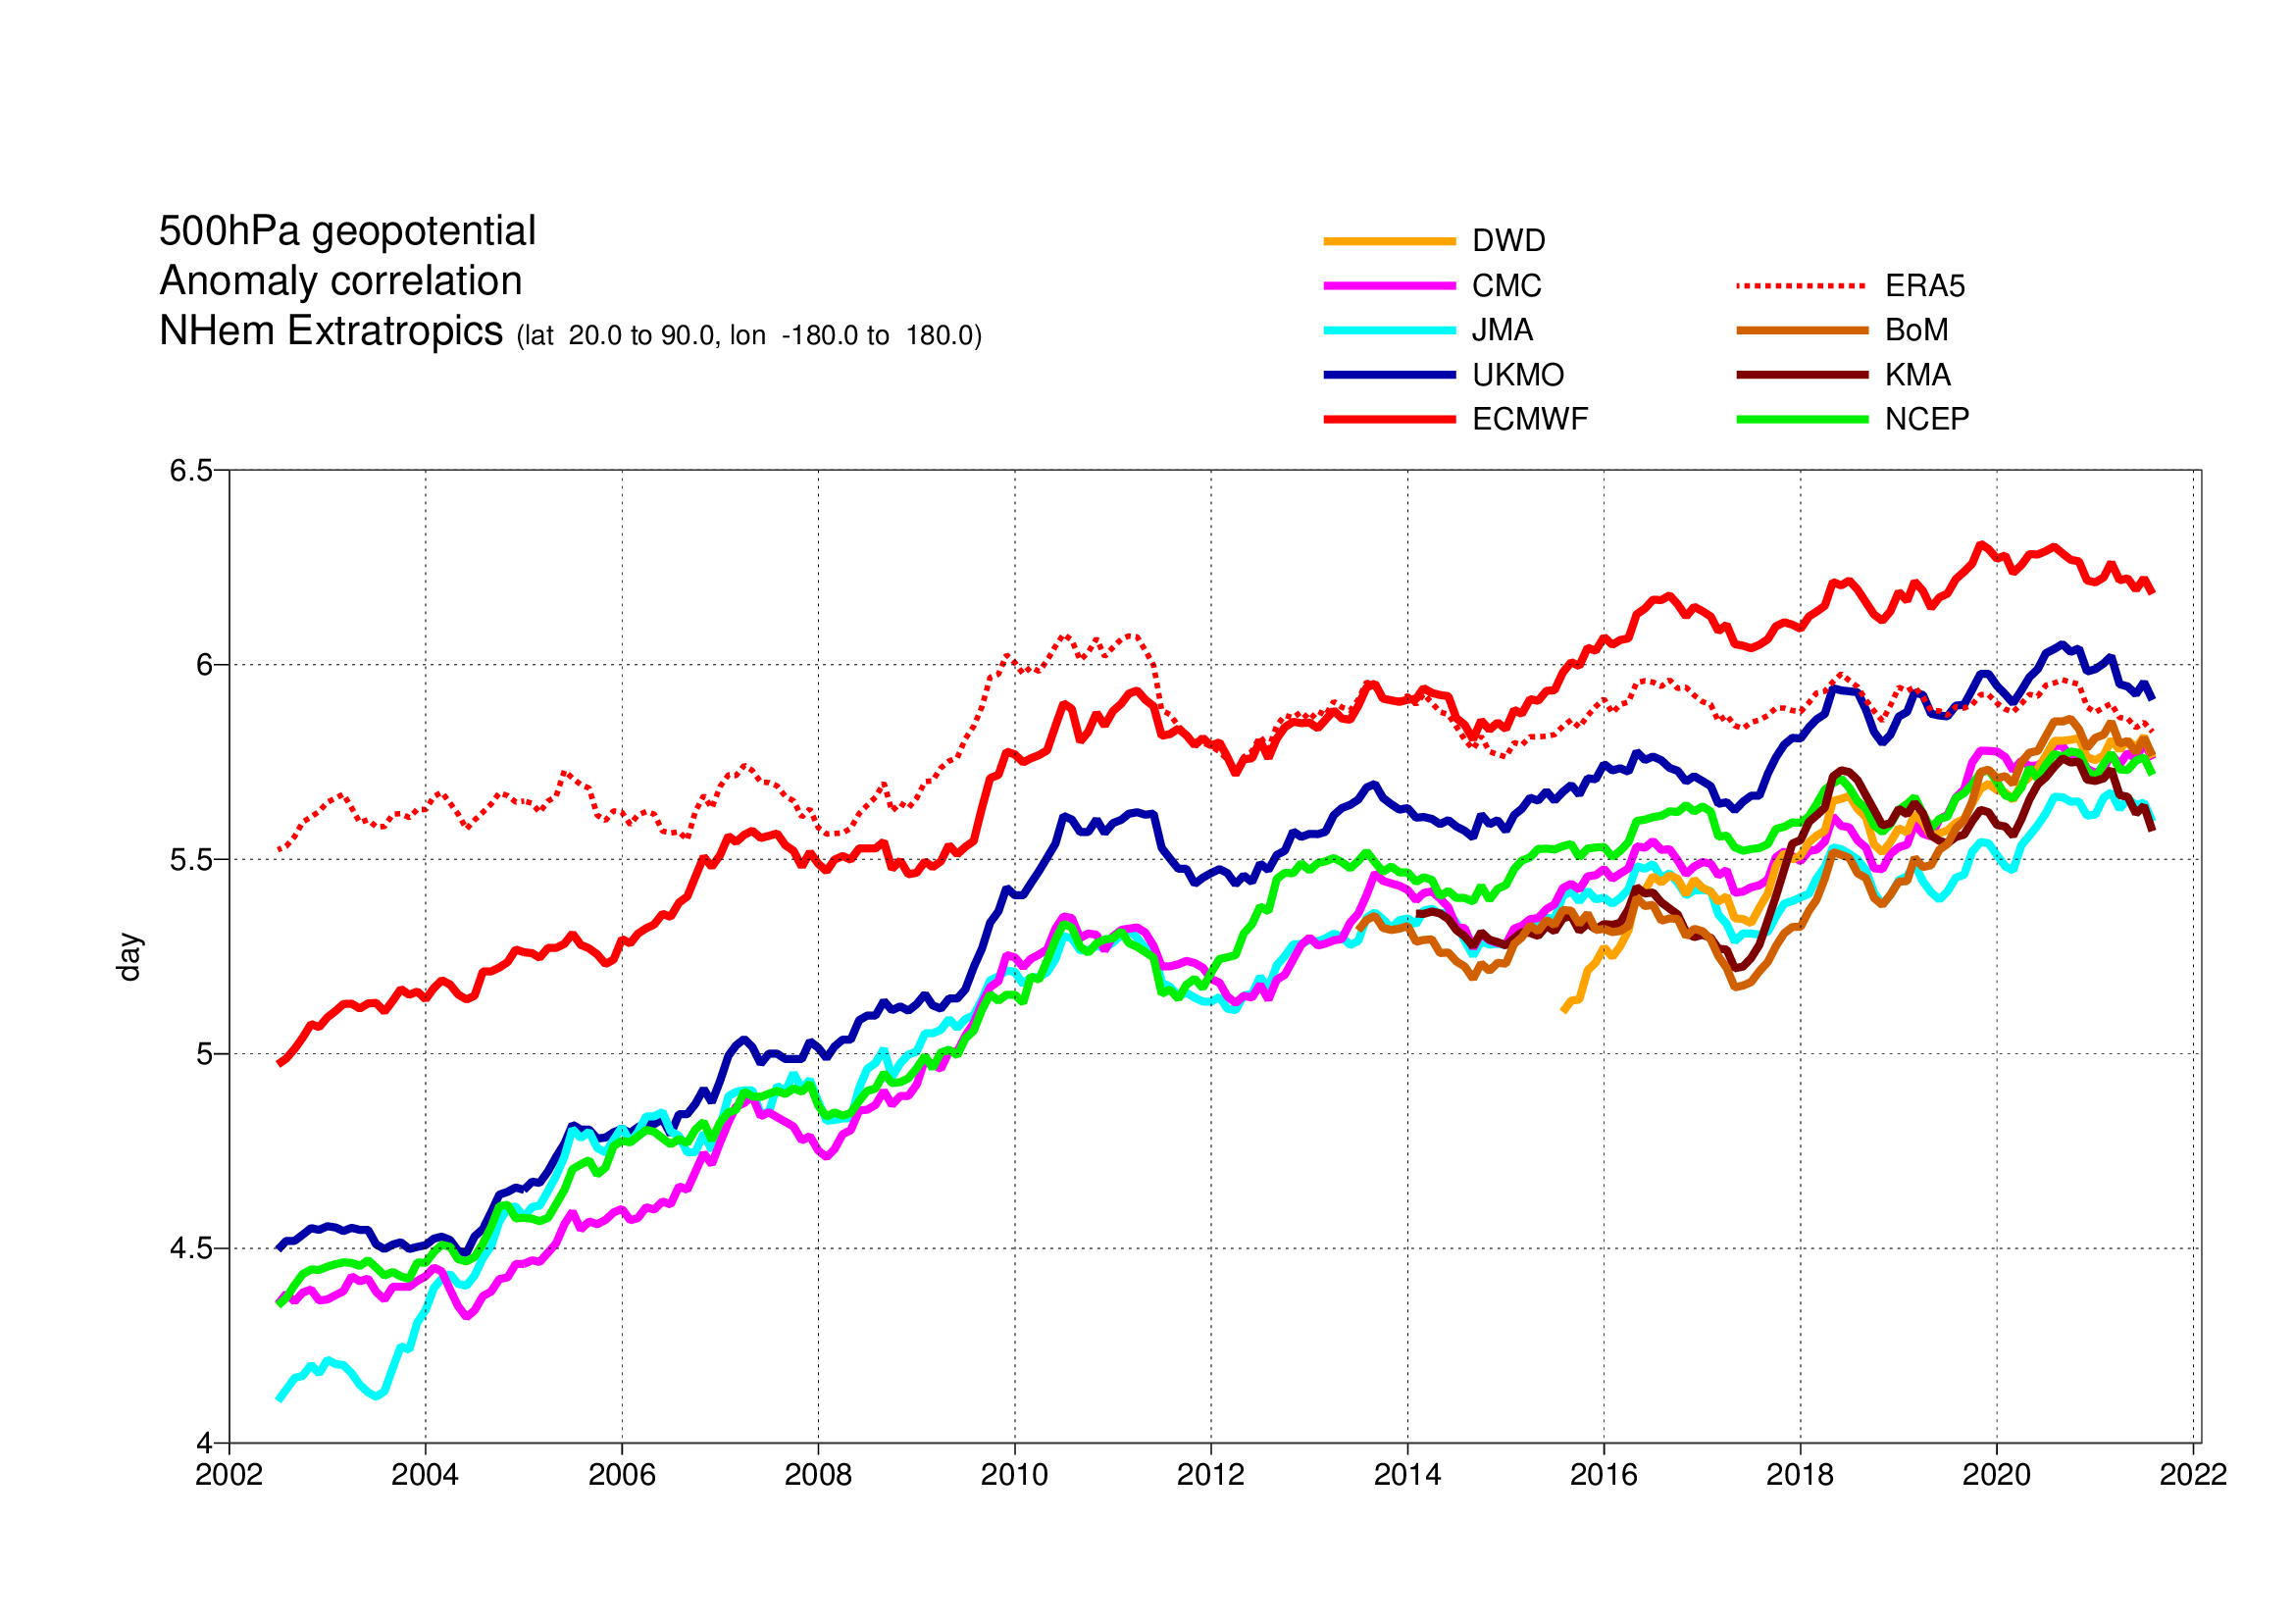 500hPa geopotential
Anomaly correlation
NHem Extratropics (lat 20.0 to 90.0, lon -180.0 to 180.0)
DWD
CMC
JMA
UKMO
ECMWF
ERA5
BoM
KMA
NCEP
6.5
6
5.5
5
4.5
4
day
2002 2004 2006 2008 2010 2012 2014 2016 2018 2020 2022